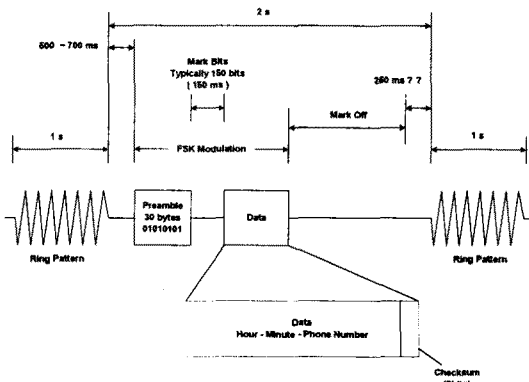 2 s
500 ~ 700 ms
Mark Bits
Typically 150 bits
( 150 ms )
250 ms ? ?
Mark Off
1 s
FSK Modulation
1 s
Preamble
30 bytes
01010101
Data
Ring Pattern
Ring Pattern
Data
Hour - Minute - Phone Number
Checksum